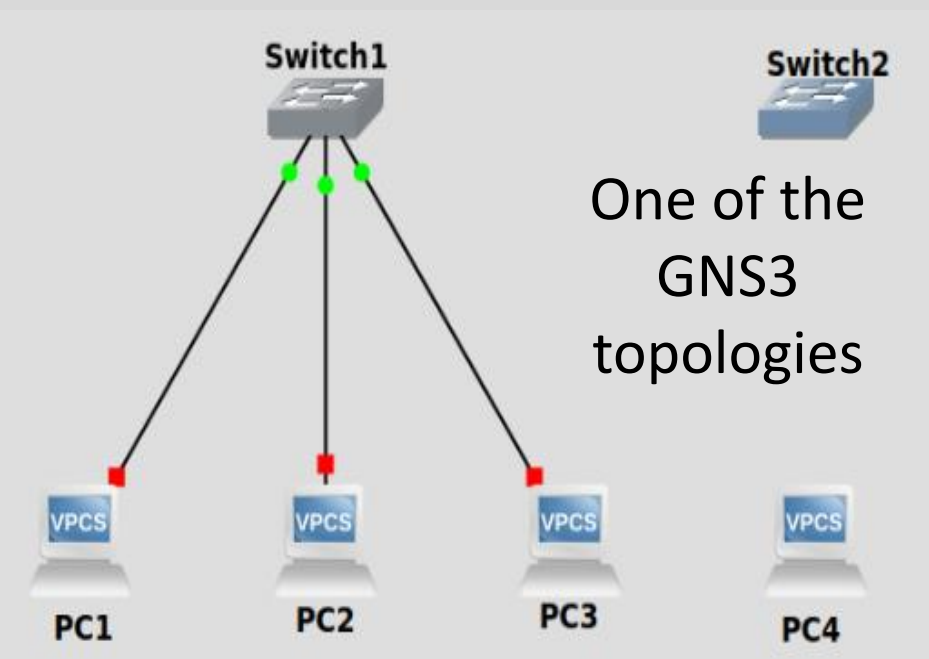 Switch1
Switch2
One of the
GNS3
topologies
VPCS
VPCS
VPCS
VPCS
PC1
PC2
PC3
PC4